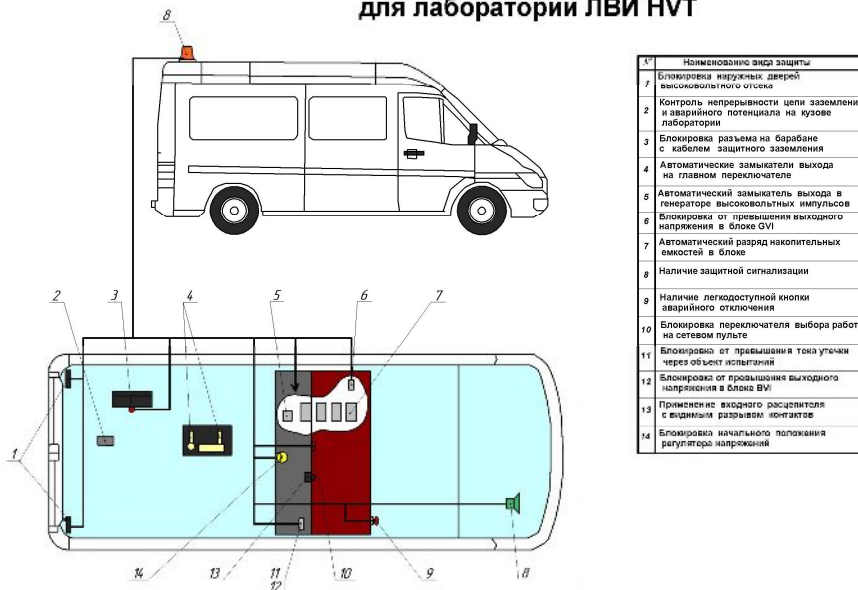 для лаборатории ЛВИ HVT
8
№ Наименование вида защиты
1 Блокировка наружных дверей
высоковольтного отсека
2 Контроль непрерывности цепи заземлени
и аварийного потенциала на кузове
лаборатории
3 Блокировка разъема на барабане
с кабелем защитного заземления
4 Автоматические замыкатели выхода
на главном переключателе
5 Автоматический замыкатель выхода в
генераторе высоковольтных импульсов
6 Блокировка от превышения выходного
напряжения в блоке GVI
7 Автоматический разряд накопительных
емкостей в блоке
8 Наличие защитной сигнализации
9 Наличие легкодоступной кнопки
аварийного отключения
10 Блокировка переключателя выбора работ
на сетевом пульте
11 Блокировка от превышения тока утечки
через объект испытаний
12 Блокировка от превышения выходного
напряжения в блоке BVI
13 Применение входного расцепителя
с видимым разрывом контактов
14 Блокировка начального положения
регулятора напряжений
2 3 4 5 6 7
1
14 13 11 10 9 8
12